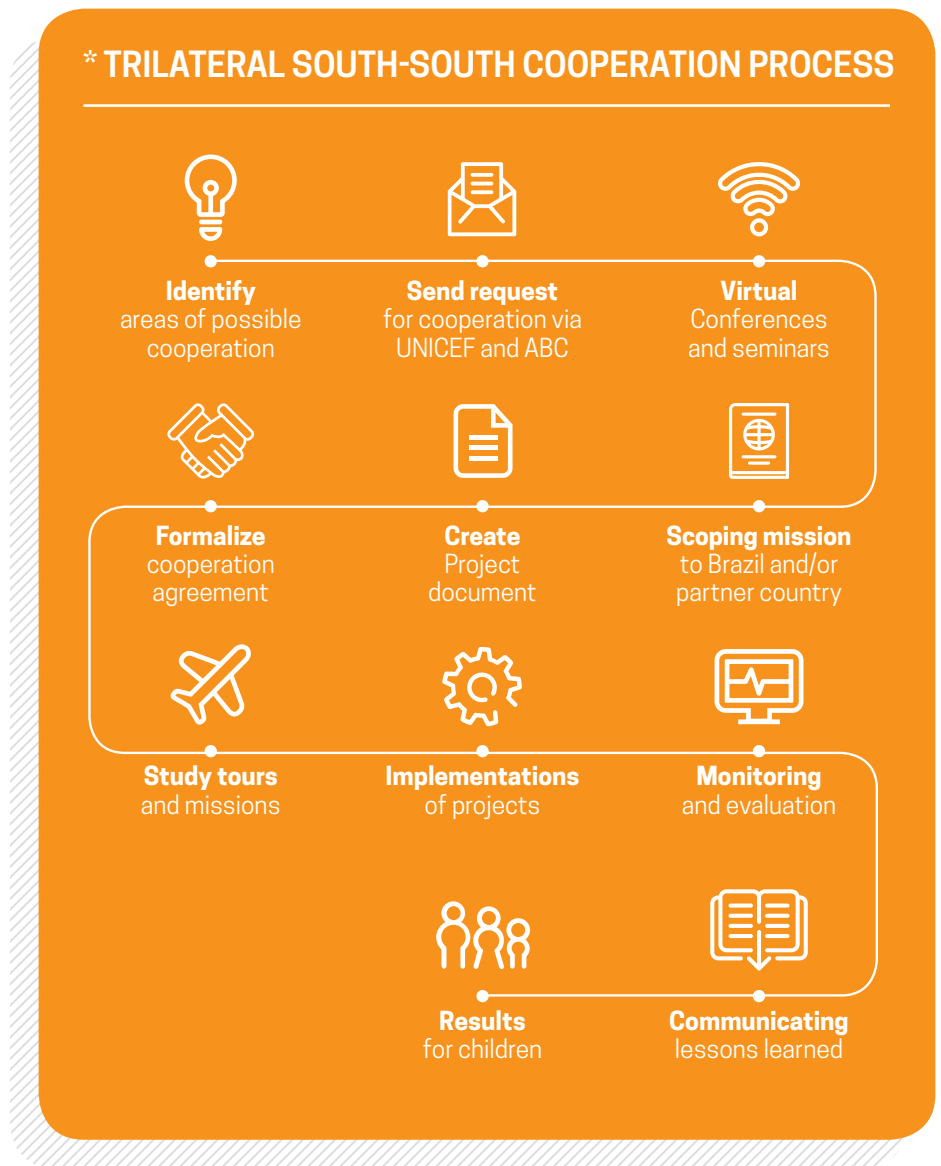 * TRILATERAL SOUTH-SOUTH COOPERATION PROCESS
Identify
areas of possible
cooperation
Send request
for cooperation via
UNICEF and ABC
Virtual
Conferences
and seminars
Formalize
cooperation
agreement
Create
Project
document
Scoping mission
to Brazil and/or
partner country
Study tours
and missions
Implementations
of projects
Monitoring
and evaluation
Results
for children
Communicating
lessons learned